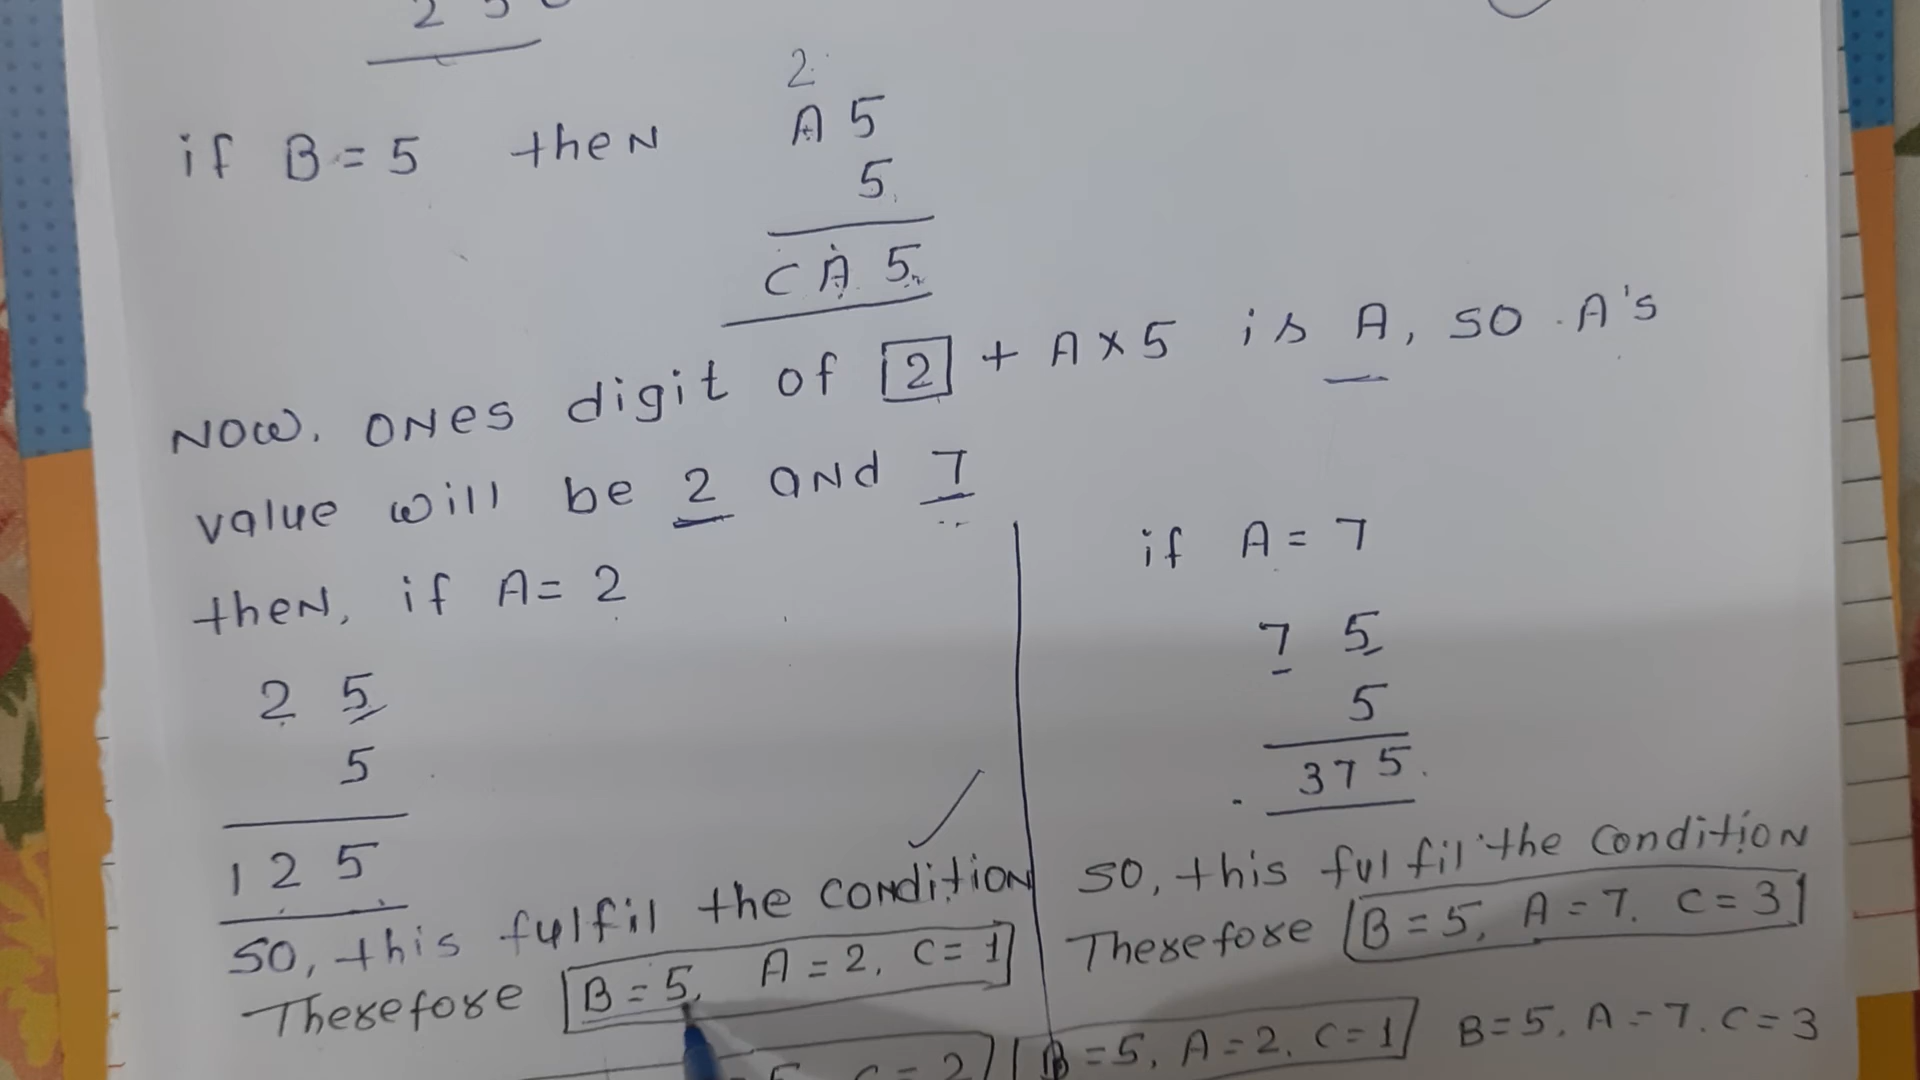 2
if B = 5 then A 5
5
C A 5
NOW, ONes digit of 2 + A x 5 is A, so A's
value will be 2 and 7
then, if A = 2
2 5
5
1 2 5
so, this fulfil the condition
Therefore B = 5, A = 2, C = 1
if A = 7
7 5
5
3 7 5
so, this fulfil the condition
Therefore B = 5, A = 7, C = 3
C = 2 B = 5, A = 2, C = 1 B = 5, A = 7, C = 3